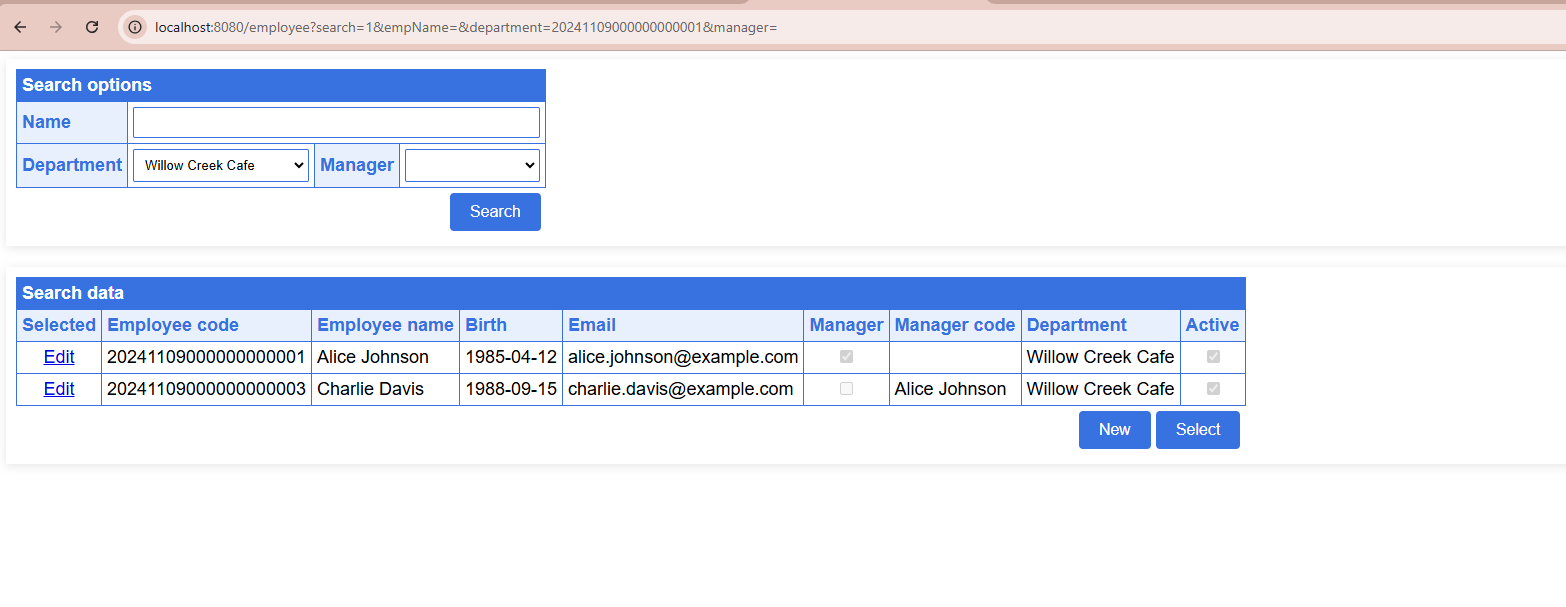 localhost:8080/employee?search=1&empName=&department=20241109000000000001&manager=
Search options
Name
Department Willow Creek Cafe Manager
Search
Search data
Selected Employee code Employee name Birth Email Manager Manager code Department Active
Edit 20241109000000000001 Alice Johnson 1985-04-12 alice.johnson@example.com Willow Creek Cafe
Edit 20241109000000000003 Charlie Davis 1988-09-15 charlie.davis@example.com Alice Johnson Willow Creek Cafe
New Select